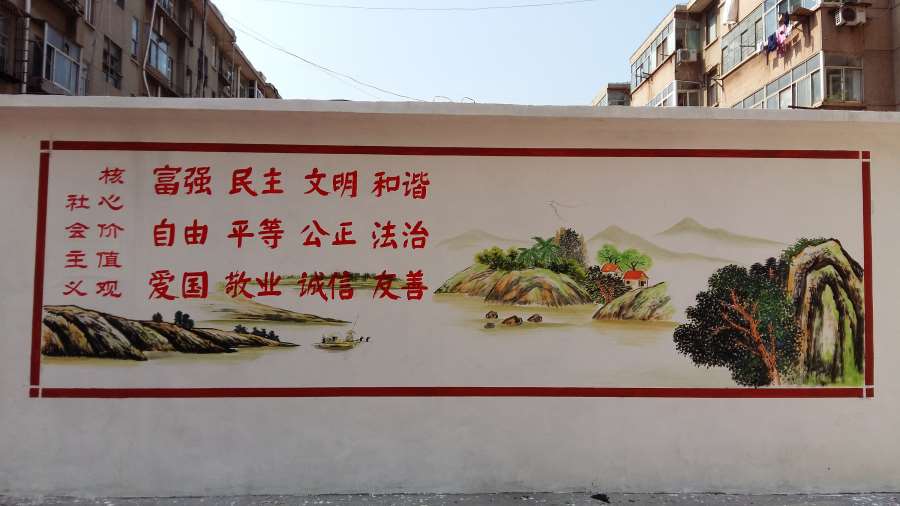 社会主义
核心价值观
富强 民主 文明 和谐
自由 平等 公正 法治
爱国 敬业 诚信 友善